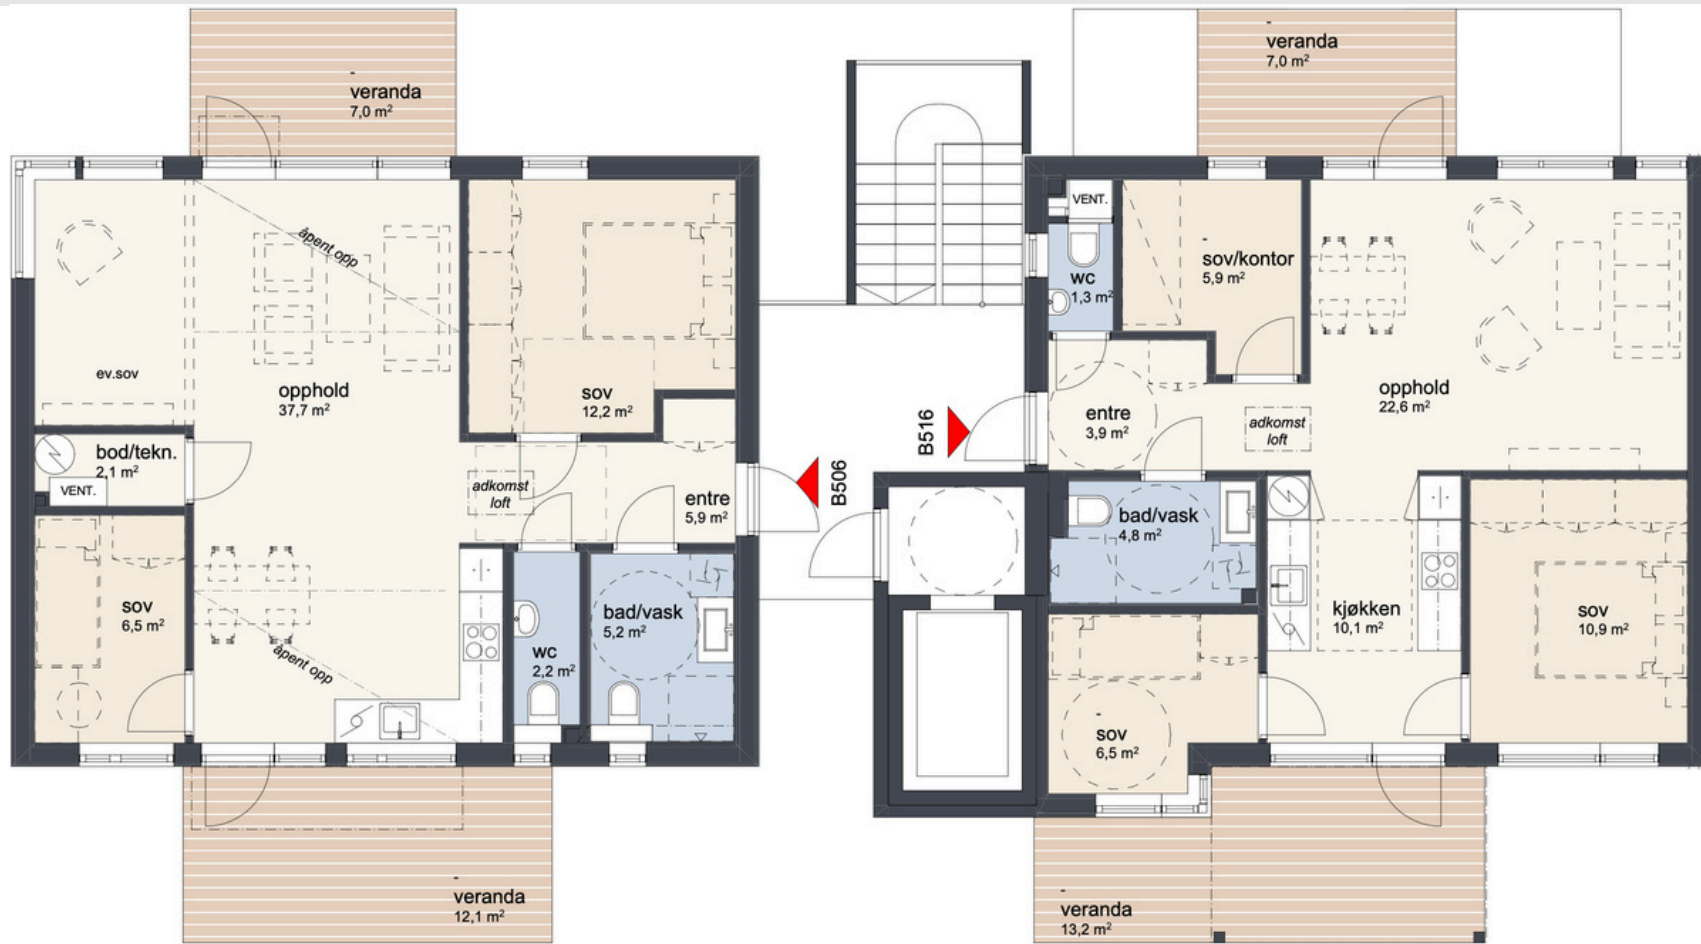 -
veranda
7,0 m²
åpent opp
ev.sov
opphold
37,7 m²
sov
12,2 m²
bod/tekn.
2,1 m²
VENT.
adkomst
loft
entre
5,9 m²
sov
6,5 m²
åpent opp
wc
2,2 m²
bad/vask
5,2 m²
-
veranda
12,1 m²
B506
B516
-
veranda
7,0 m²
VENT.
wc
1,3 m²
-
sov/kontor
5,9 m²
entre
3,9 m²
adkomst
loft
opphold
22,6 m²
bad/vask
4,8 m²
kjøkken
10,1 m²
sov
10,9 m²
-
sov
6,5 m²
-
veranda
13,2 m²